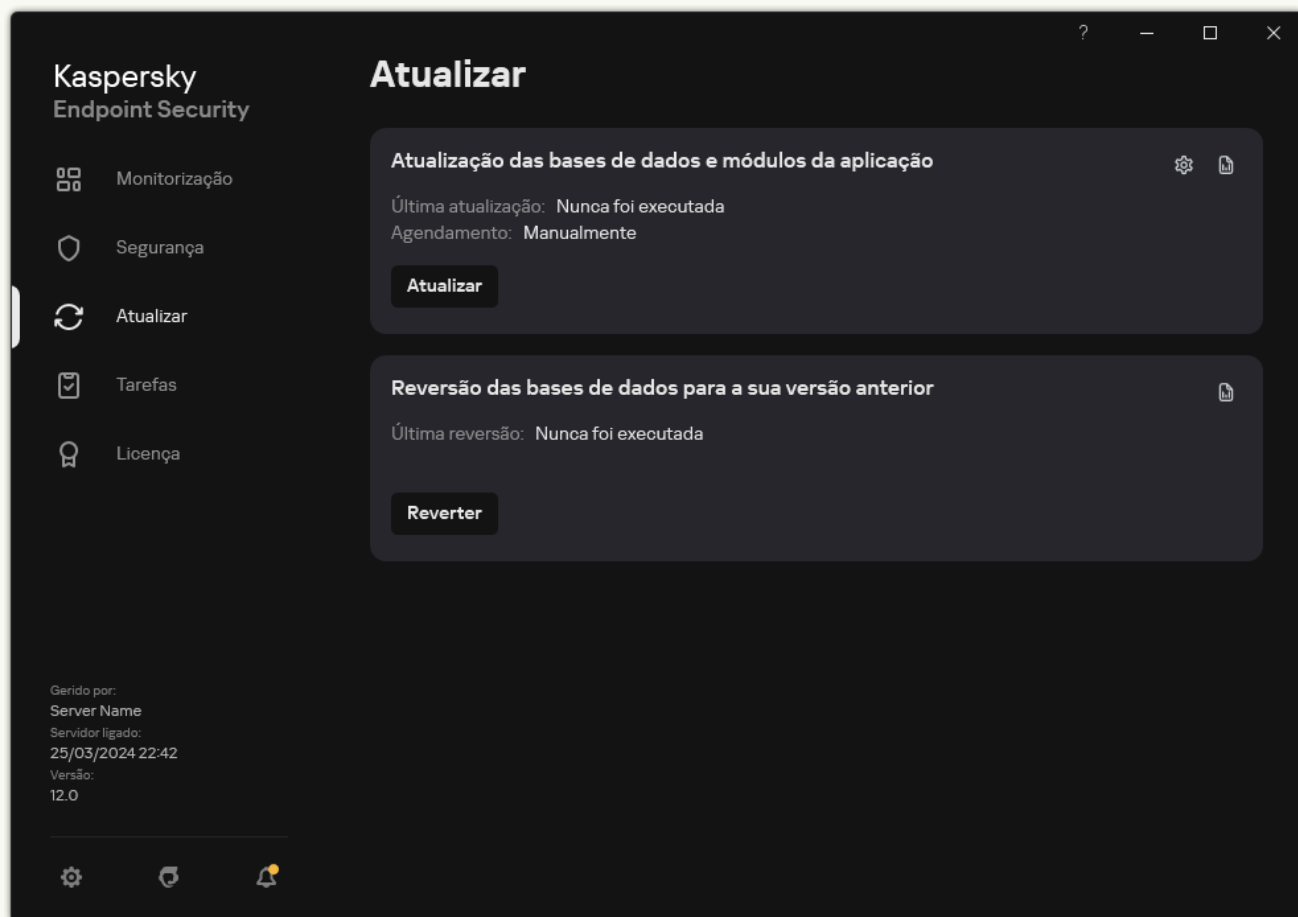 ?
Kaspersky
Endpoint Security
Monitorização
Segurança
Atualizar
Tarefas
Licença
Gerido por:
Server Name
Servidor ligado:
25/03/2024 22:42
Versão:
12.0
Atualizar
Atualização das bases de dados e módulos da aplicação
Última atualização: Nunca foi executada
Agendamento: Manualmente
Atualizar
Reversão das bases de dados para a sua versão anterior
Última reversão: Nunca foi executada
Reverter